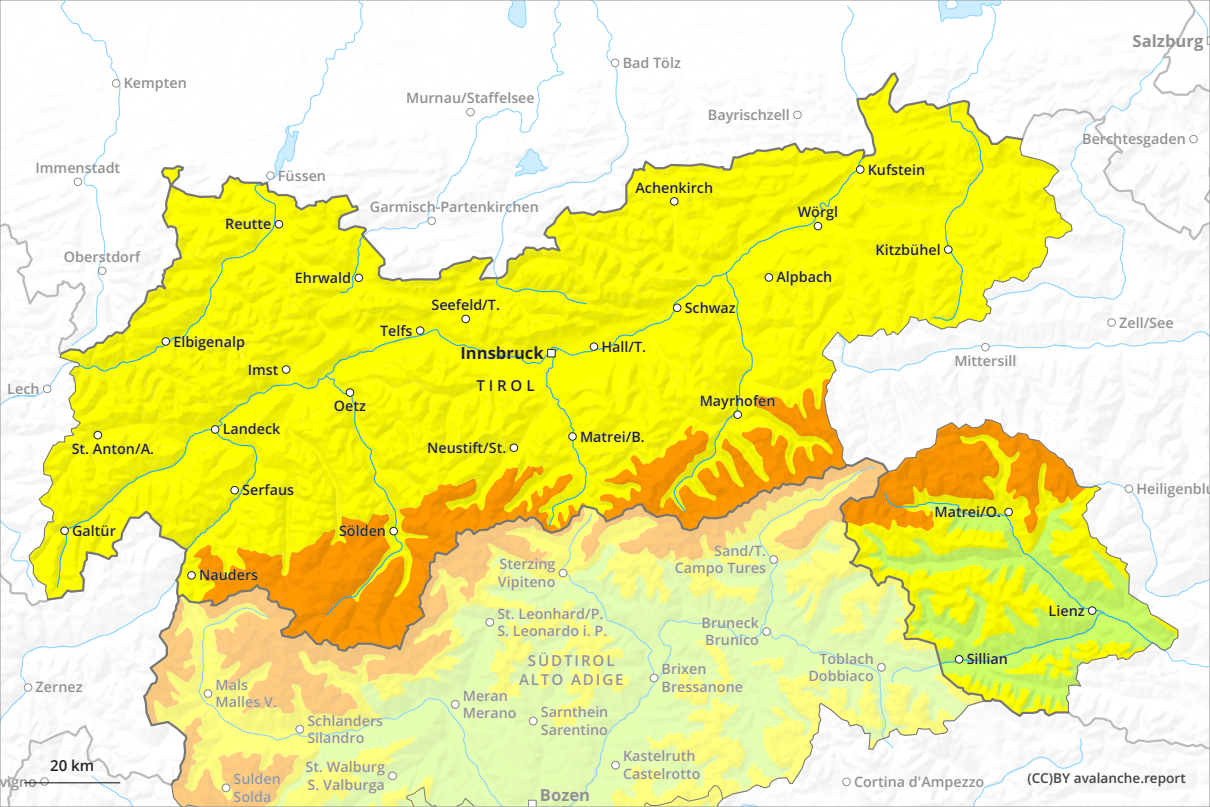 Salzburg
Bad Tölz
Kempten
Murnau/Staffelsee
Bayrischzell
Berchtesgaden
Immenstadt
Füssen
Kufstein
Achenkirch
Garmisch-Partenkirchen
Wörgl
Reutte
Kitzbühel
Oberstdorf
Ehrwald
Alpbach
Seefeld/T.
Schwaz
Zell/See
Telfs
Elbigenalp
Hall/T.
Innsbruck
Mittersill
Imst
TIROL
Lech
Oetz
Mayrhofen
Landeck
Matrei/B.
St. Anton/A.
Neustift/St.
Serfaus
Heiligenblu
Matrei/O.
Galtür
Sölden
Sand/T.
Campo Tures
Sterzing
Vipiteno
Nauders
St. Leonhard/P.
S. Leonardo i. P.
Lienz
Bruneck
Brunico
Sillian
SÜDTIROL
ALTO ADIGE
Toblach
Dobbiaco
Brixen
Bressanone
Zernez
Mals
Malles V.
Meran
Merano
Sarnthein
Sarentino
Schlanders
Silandro
Kastelruth
Castelrotto
20 km
St. Walburg
S. Valburga
vigno
Sulden
Solda
Cortina d'Ampezzo
(CC)BY avalanche.report
Bozen